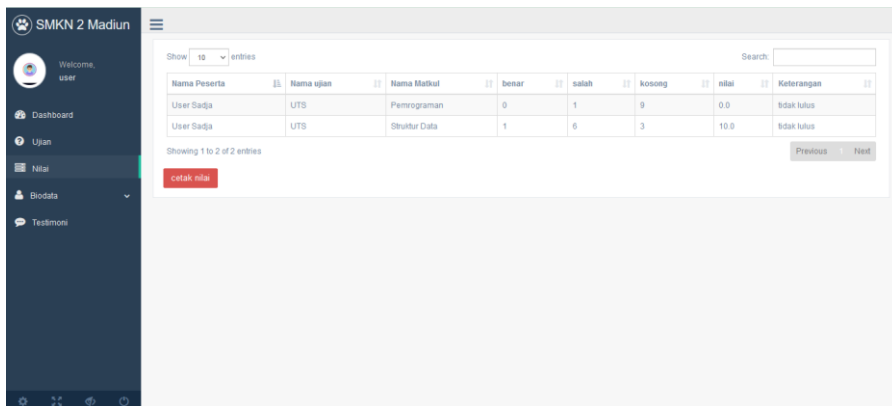 SMKN 2 Madiun
Welcome,
user
Dashboard
Ujian
Nilai
Biodata
Testimoni
Show 10 entries
Search:
Nama Peserta Nama ujian Nama Matkul benar salah kosong nilai Keterangan
User Sadja UTS Pemrograman 0 1 9 0.0 tidak lulus
User Sadja UTS Struktur Data 1 6 3 10.0 tidak lulus
Showing 1 to 2 of 2 entries
Previous 1 Next
cetak nilai